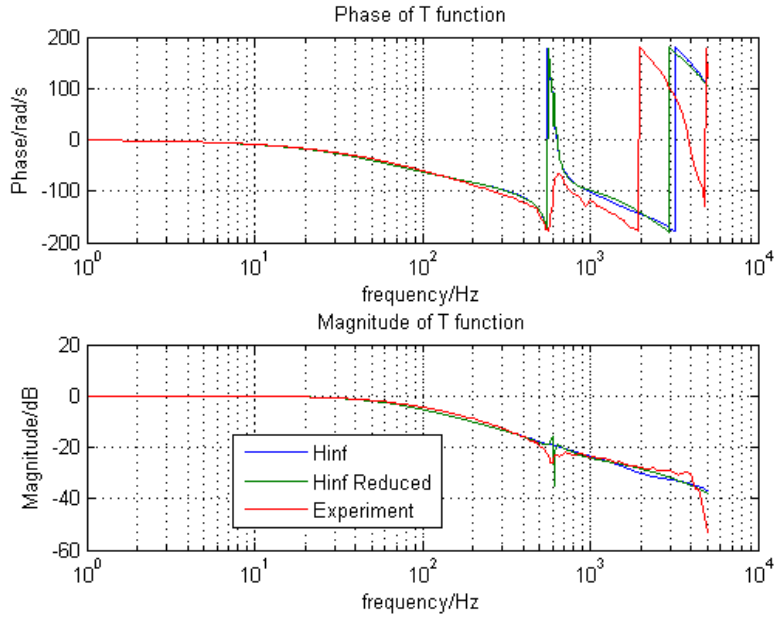 Phase of T function
200
100
0
-100
-200
Phase/rad/s
10^0
10^1
10^2
10^3
10^4
frequency/Hz
Magnitude of T function
20
0
-20
-40
-60
Magnitude/dB
Hinf
Hinf Reduced
Experiment
10^0
10^1
10^2
10^3
10^4
frequency/Hz